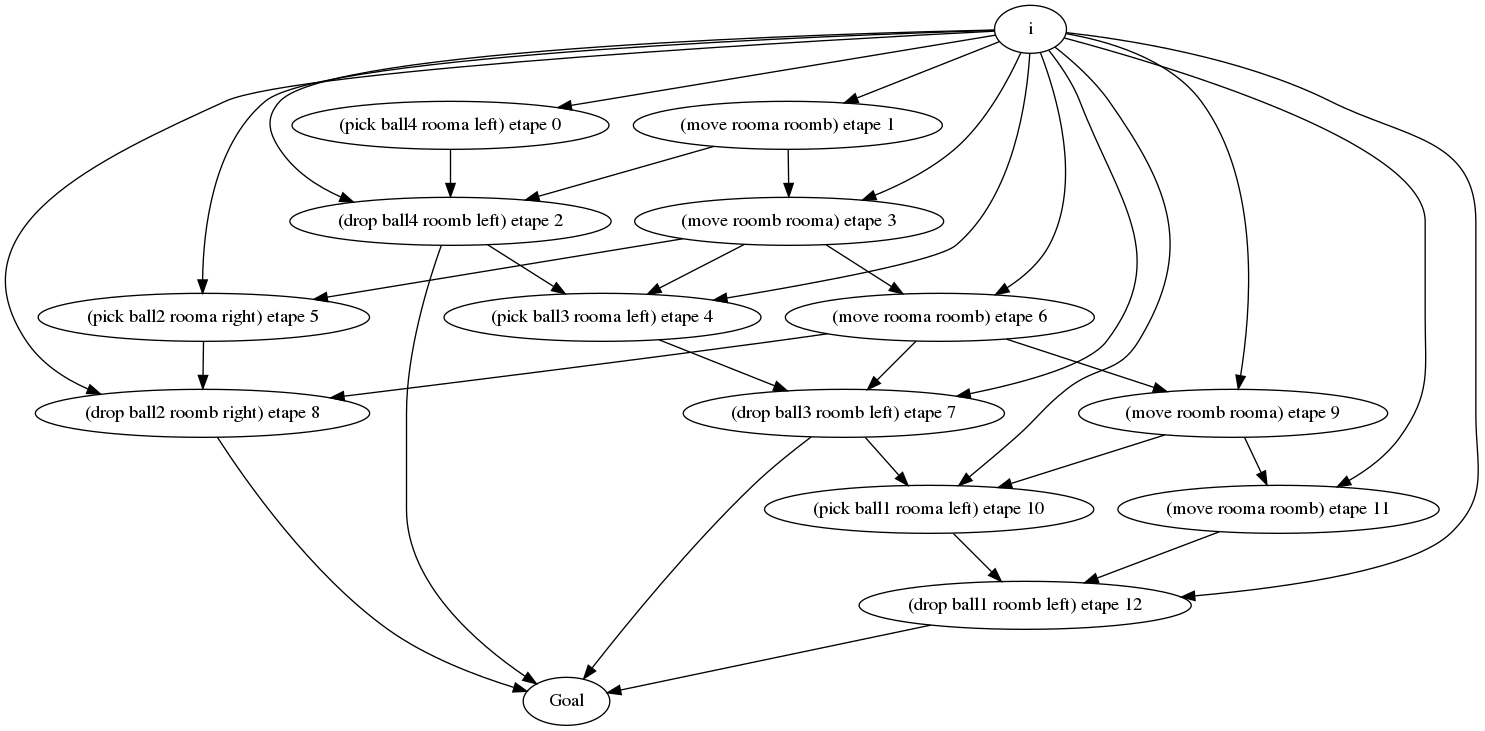 i
(pick ball4 rooma left) etape 0
(move rooma roomb) etape 1
(drop ball4 roomb left) etape 2
(move roomb rooma) etape 3
(pick ball2 rooma right) etape 5
(pick ball3 rooma left) etape 4
(move rooma roomb) etape 6
(drop ball2 roomb right) etape 8
(drop ball3 roomb left) etape 7
(move roomb rooma) etape 9
(pick ball1 rooma left) etape 10
(move rooma roomb) etape 11
(drop ball1 roomb left) etape 12
Goal